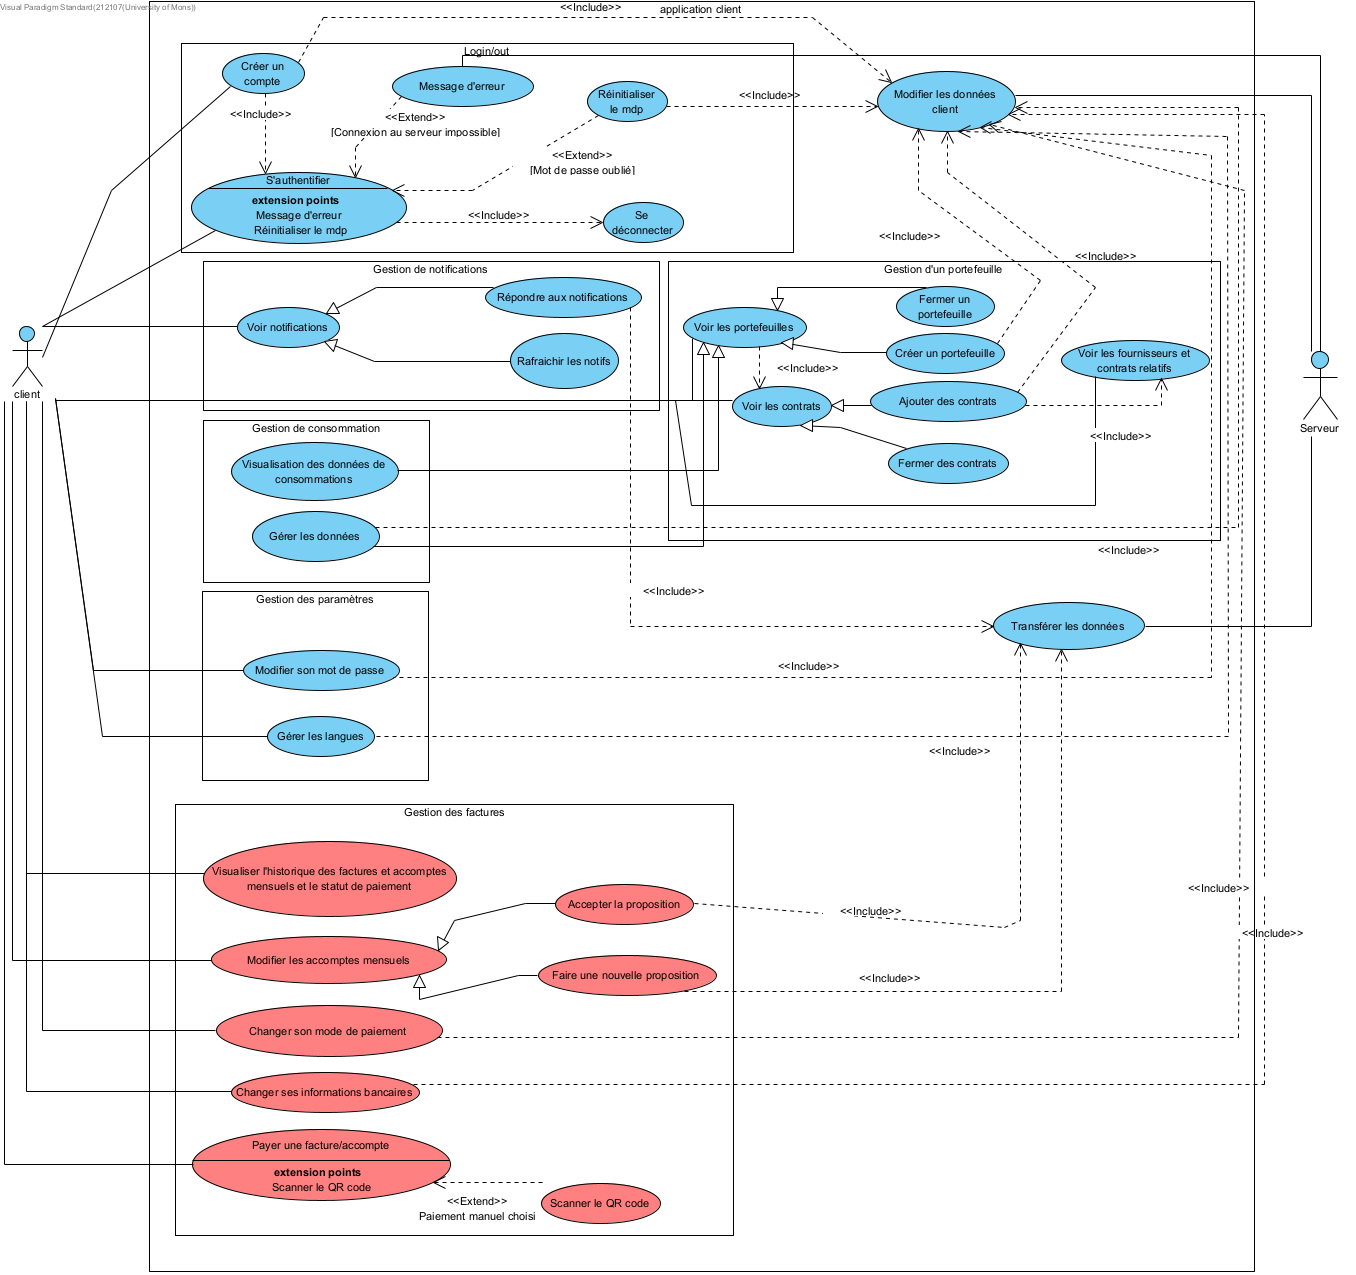 Visual Paradigm Standard(212107(University of Mons))
<<Include>>
application client
Login/out
Créer un
compte
Message d'erreur
Réinitialiser
le mdp
<<Include>>
Modifier les données
client
<<Include>>
<<Extend>>
[Connexion au serveur impossible]
<<Extend>>
[Mot de passe oublié]
S'authentifier
extension points
Message d'erreur
Réinitialiser le mdp
<<Include>>
Se
déconnecter
<<Include>>
<<Include>>
Gestion de notifications
Voir notifications
Répondre aux notifications
Rafraichir les notifs
Gestion d'un portefeuille
Voir les portefeuilles
Fermer un
portefeuille
Créer un portefeuille
<<Include>>
Voir les fournisseurs et
contrats relatifs
Voir les contrats
Ajouter des contrats
<<Include>>
Fermer des contrats
client
Serveur
Gestion de consommation
Visualisation des données de
consommations
Gérer les données
<<Include>>
Gestion des paramètres
<<Include>>
Transférer les données
Modifier son mot de passe
<<Include>>
Gérer les langues
<<Include>>
Gestion des factures
Visualiser l'historique des factures et accomptes
mensuels et le statut de paiement
<<Include>>
Accepter la proposition
<<Include>>
<<Include>>
Modifier les accomptes mensuels
Faire une nouvelle proposition
<<Include>>
Changer son mode de paiement
Changer ses informations bancaires
Payer une facture/accompte
extension points
Scanner le QR code
<<Extend>>
Paiement manuel choisi
Scanner le QR code